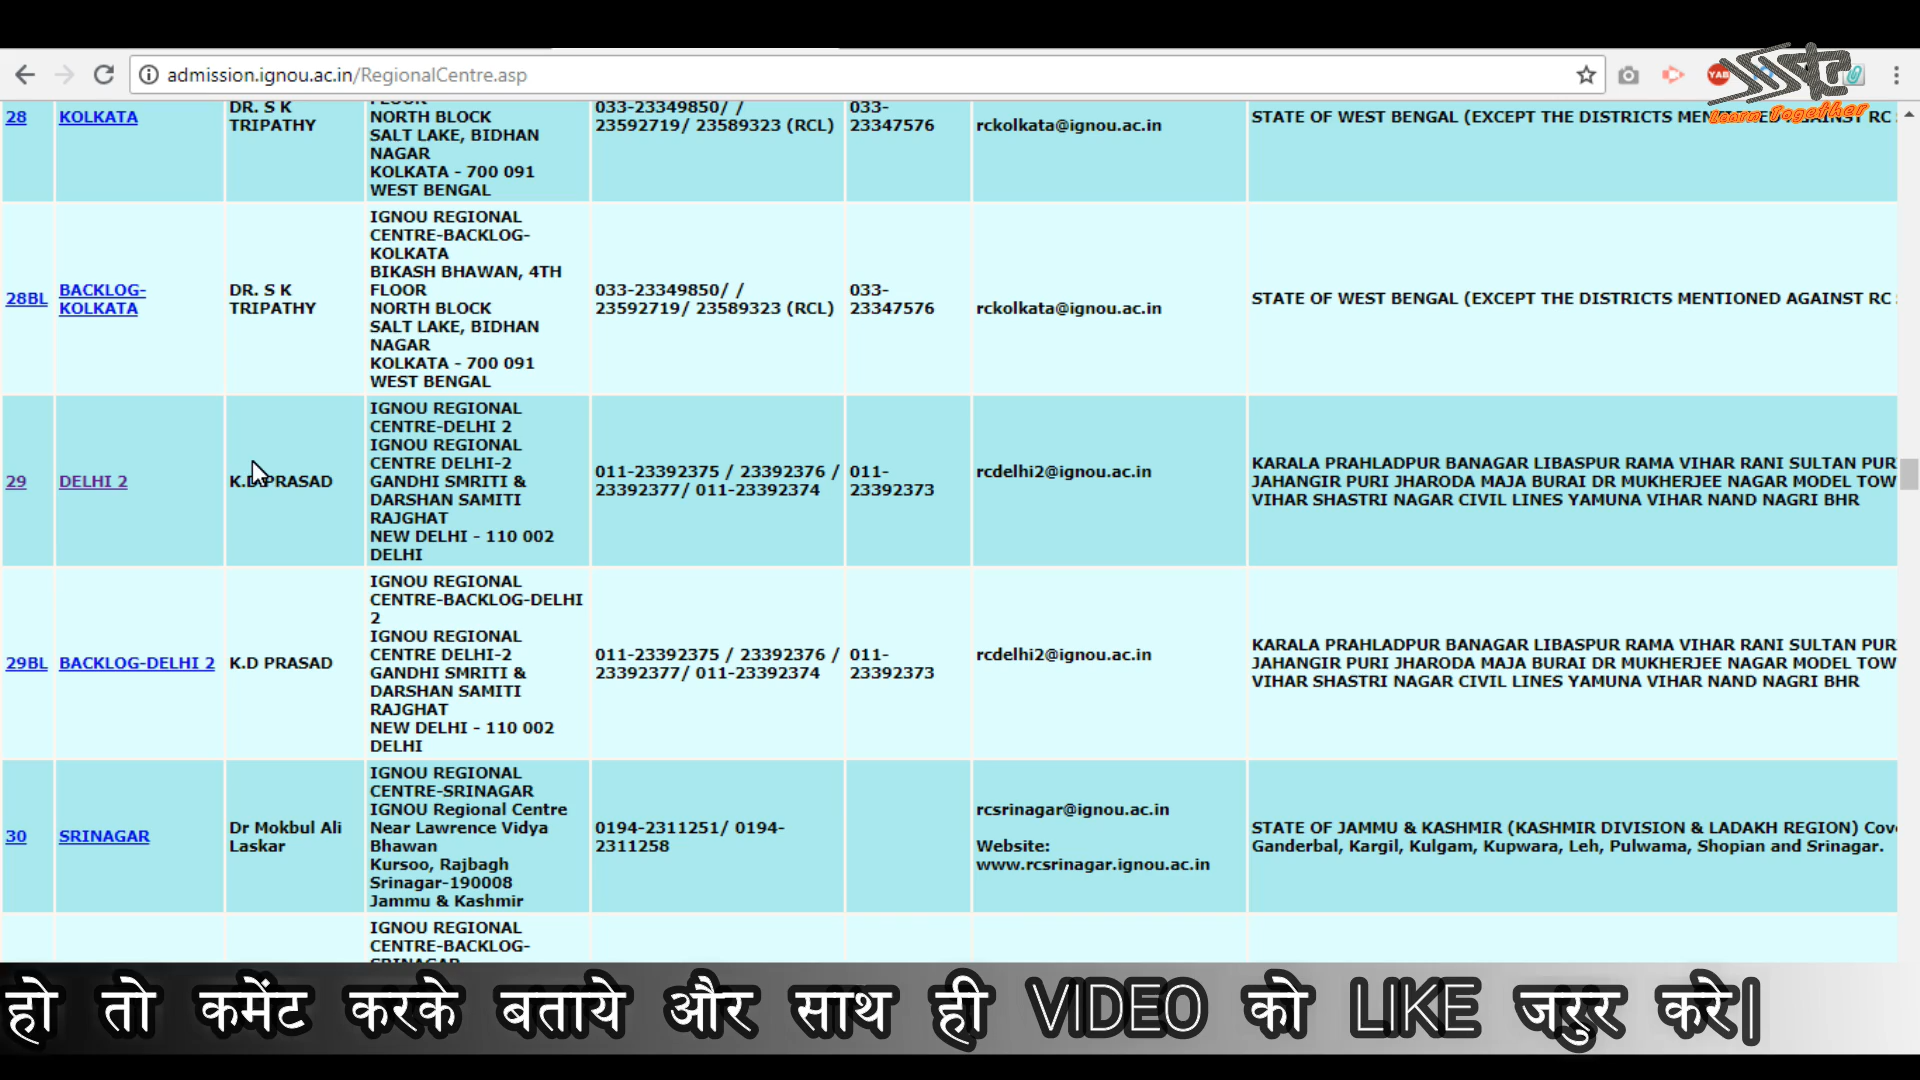 admission.ignou.ac.in/RegionalCentre.asp
YAB
Learn Together
28
KOLKATA
DR. S K
TRIPATHY
FLOOR
NORTH BLOCK
SALT LAKE, BIDHAN
NAGAR
KOLKATA - 700 091
WEST BENGAL
033-23349850/ /
23592719/ 23589323 (RCL)
033-
23347576
rckolkata@ignou.ac.in
STATE OF WEST BENGAL (EXCEPT THE DISTRICTS MENTIONED AGAINST RC
28BL
BACKLOG-
KOLKATA
DR. S K
TRIPATHY
IGNOU REGIONAL
CENTRE-BACKLOG-
KOLKATA
BIKASH BHAWAN, 4TH
FLOOR
NORTH BLOCK
SALT LAKE, BIDHAN
NAGAR
KOLKATA - 700 091
WEST BENGAL
033-23349850/ /
23592719/ 23589323 (RCL)
033-
23347576
rckolkata@ignou.ac.in
STATE OF WEST BENGAL (EXCEPT THE DISTRICTS MENTIONED AGAINST RC
29
DELHI 2
K.D PRASAD
IGNOU REGIONAL
CENTRE-DELHI 2
IGNOU REGIONAL
CENTRE DELHI-2
GANDHI SMRITI &
DARSHAN SAMITI
RAJGHAT
NEW DELHI - 110 002
DELHI
011-23392375 / 23392376 /
23392377/ 011-23392374
011-
23392373
rcdelhi2@ignou.ac.in
KARALA PRAHLADPUR BANAGAR LIBASPUR RAMA VIHAR RANI SULTAN PUR
JAHANGIR PURI JHARODA MAJA BURAI DR MUKHERJEE NAGAR MODEL TOW
VIHAR SHASTRI NAGAR CIVIL LINES YAMUNA VIHAR NAND NAGRI BHR
29BL
BACKLOG-DELHI 2
K.D PRASAD
IGNOU REGIONAL
CENTRE-BACKLOG-DELHI
2
IGNOU REGIONAL
CENTRE DELHI-2
GANDHI SMRITI &
DARSHAN SAMITI
RAJGHAT
NEW DELHI - 110 002
DELHI
011-23392375 / 23392376 /
23392377/ 011-23392374
011-
23392373
rcdelhi2@ignou.ac.in
KARALA PRAHLADPUR BANAGAR LIBASPUR RAMA VIHAR RANI SULTAN PUR
JAHANGIR PURI JHARODA MAJA BURAI DR MUKHERJEE NAGAR MODEL TOW
VIHAR SHASTRI NAGAR CIVIL LINES YAMUNA VIHAR NAND NAGRI BHR
30
SRINAGAR
Dr Mokbul Ali
Laskar
IGNOU REGIONAL
CENTRE-SRINAGAR
IGNOU Regional Centre
Near Lawrence Vidya
Bhawan
Kursoo, Rajbagh
Srinagar-190008
Jammu & Kashmir
0194-2311251/ 0194-
2311258
rcsrinagar@ignou.ac.in
Website:
www.rcsrinagar.ignou.ac.in
STATE OF JAMMU & KASHMIR (KASHMIR DIVISION & LADAKH REGION) Cov
Ganderbal, Kargil, Kulgam, Kupwara, Leh, Pulwama, Shopian and Srinagar.
IGNOU REGIONAL
CENTRE-BACKLOG-
SRINAGAR
हो तो कमेंट करके बताये और साथ ही VIDEO को LIKE जरुर करे|